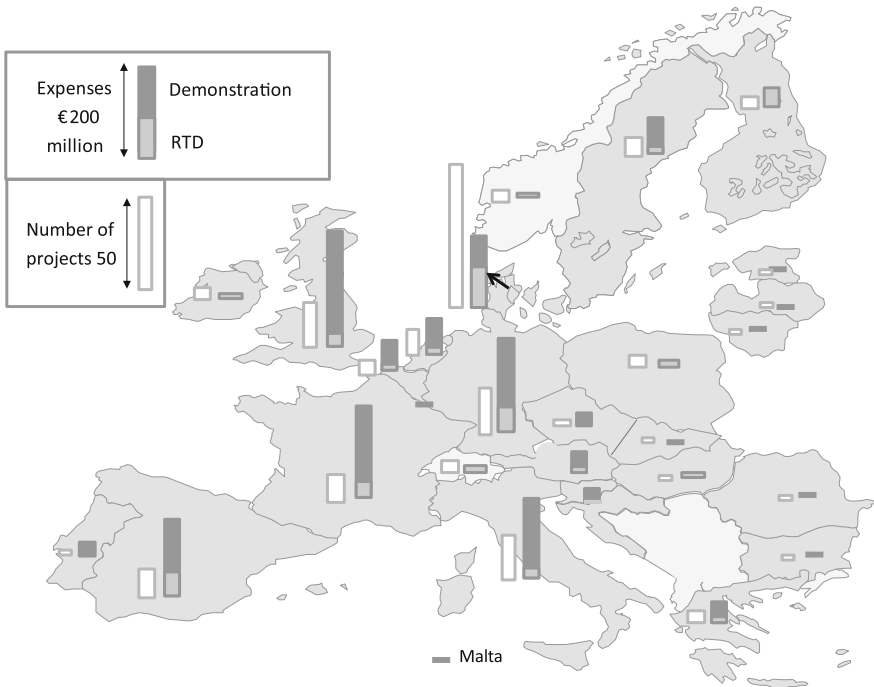 Expenses
€200
million
Demonstration
RTD
Number of
projects 50
Malta